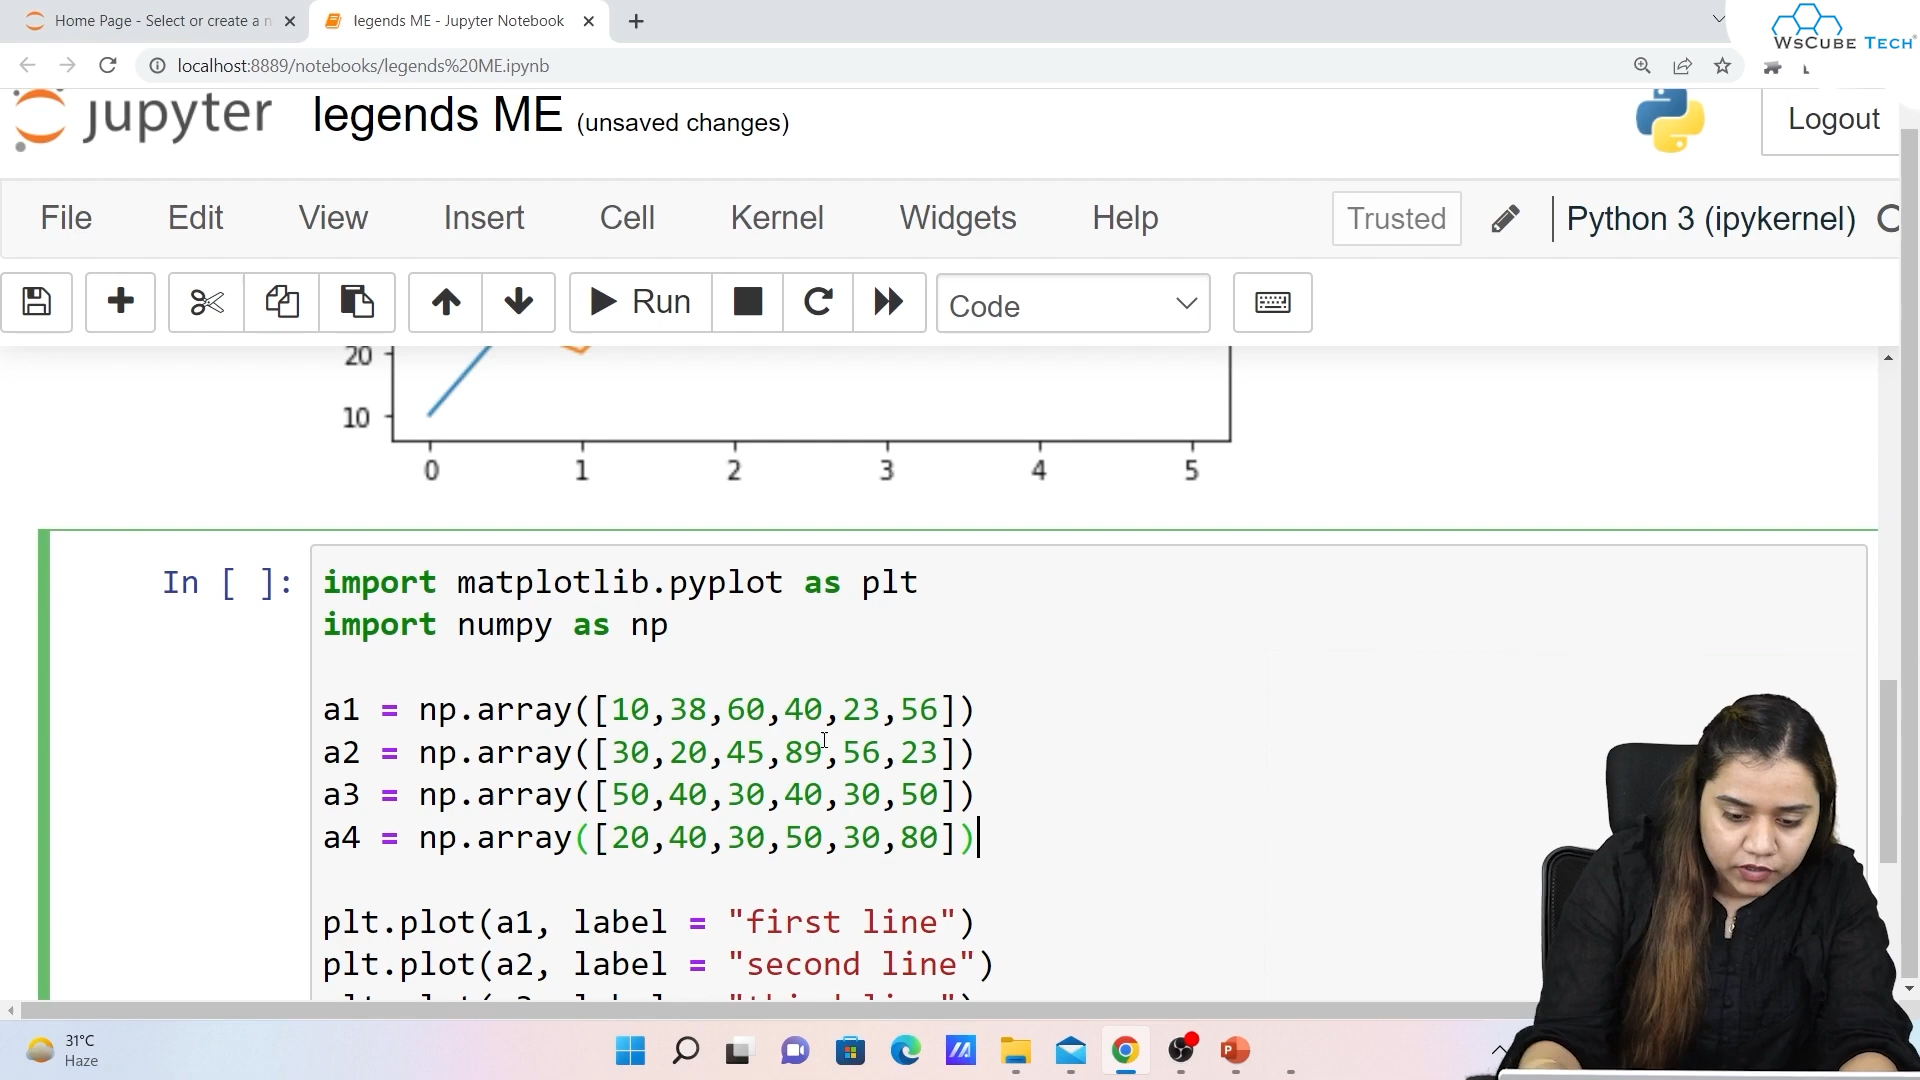 Home Page - Select or create a n
legends ME - Jupyter Notebook
WsCube Tech
localhost:8889/notebooks/legends%20ME.ipynb
jupyter legends ME (unsaved changes)
Logout
File Edit View Insert Cell Kernel Widgets Help Trusted Python 3 (ipykernel)
Run Code
20
10
0 1 2 3 4 5
In [ ]: import matplotlib.pyplot as plt
import numpy as np
a1 = np.array([10,38,60,40,23,56])
a2 = np.array([30,20,45,89,56,23])
a3 = np.array([50,40,30,40,30,50])
a4 = np.array([20,40,30,50,30,80])
plt.plot(a1, label = "first line")
plt.plot(a2, label = "second line")
31°C
Haze